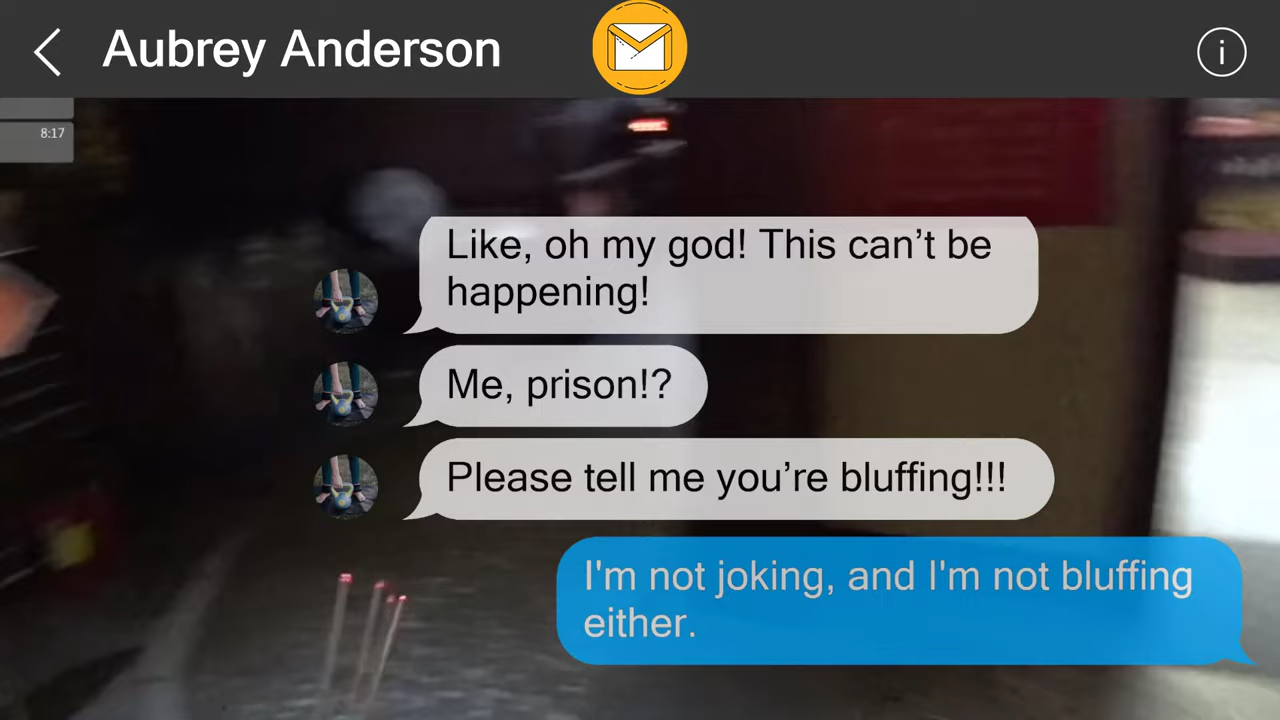 Aubrey Anderson
i
8:17
Like, oh my god! This can’t be
happening!
Me, prison!?
Please tell me you’re bluffing!!!
I'm not joking, and I'm not bluffing
either.